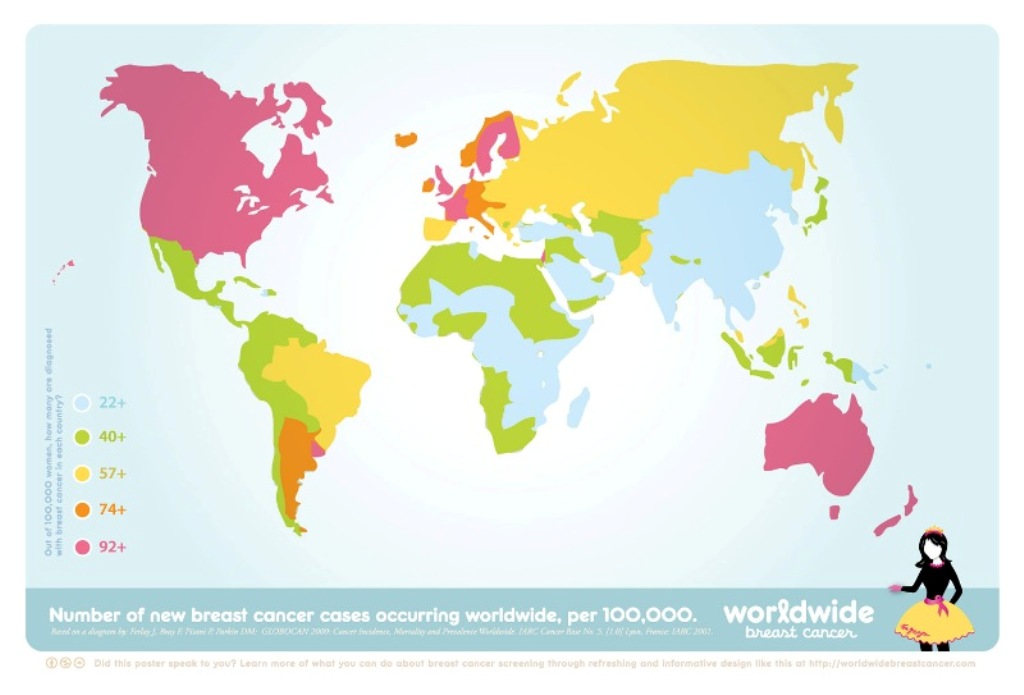 Out of 100,000 women, how many are diagnosed
with breast cancer in each country?
22+
40+
57+
74+
92+
Number of new breast cancer cases occurring worldwide, per 100,000.
Based on a diagram by: Ferlay J, Bray F, Pisani P, Parkin DM: GLOBOCAN 2000: Cancer Incidence, Mortality and Prevalence Worldwide. IARC Cancer Base No. 5. [1.0] Lyon, France: IARC 2001.
worldwide
breast cancer
Did this poster speak to you? Learn more of what you can do about breast cancer screening through refreshing and informative design like this at http://worldwidebreastcancer.com